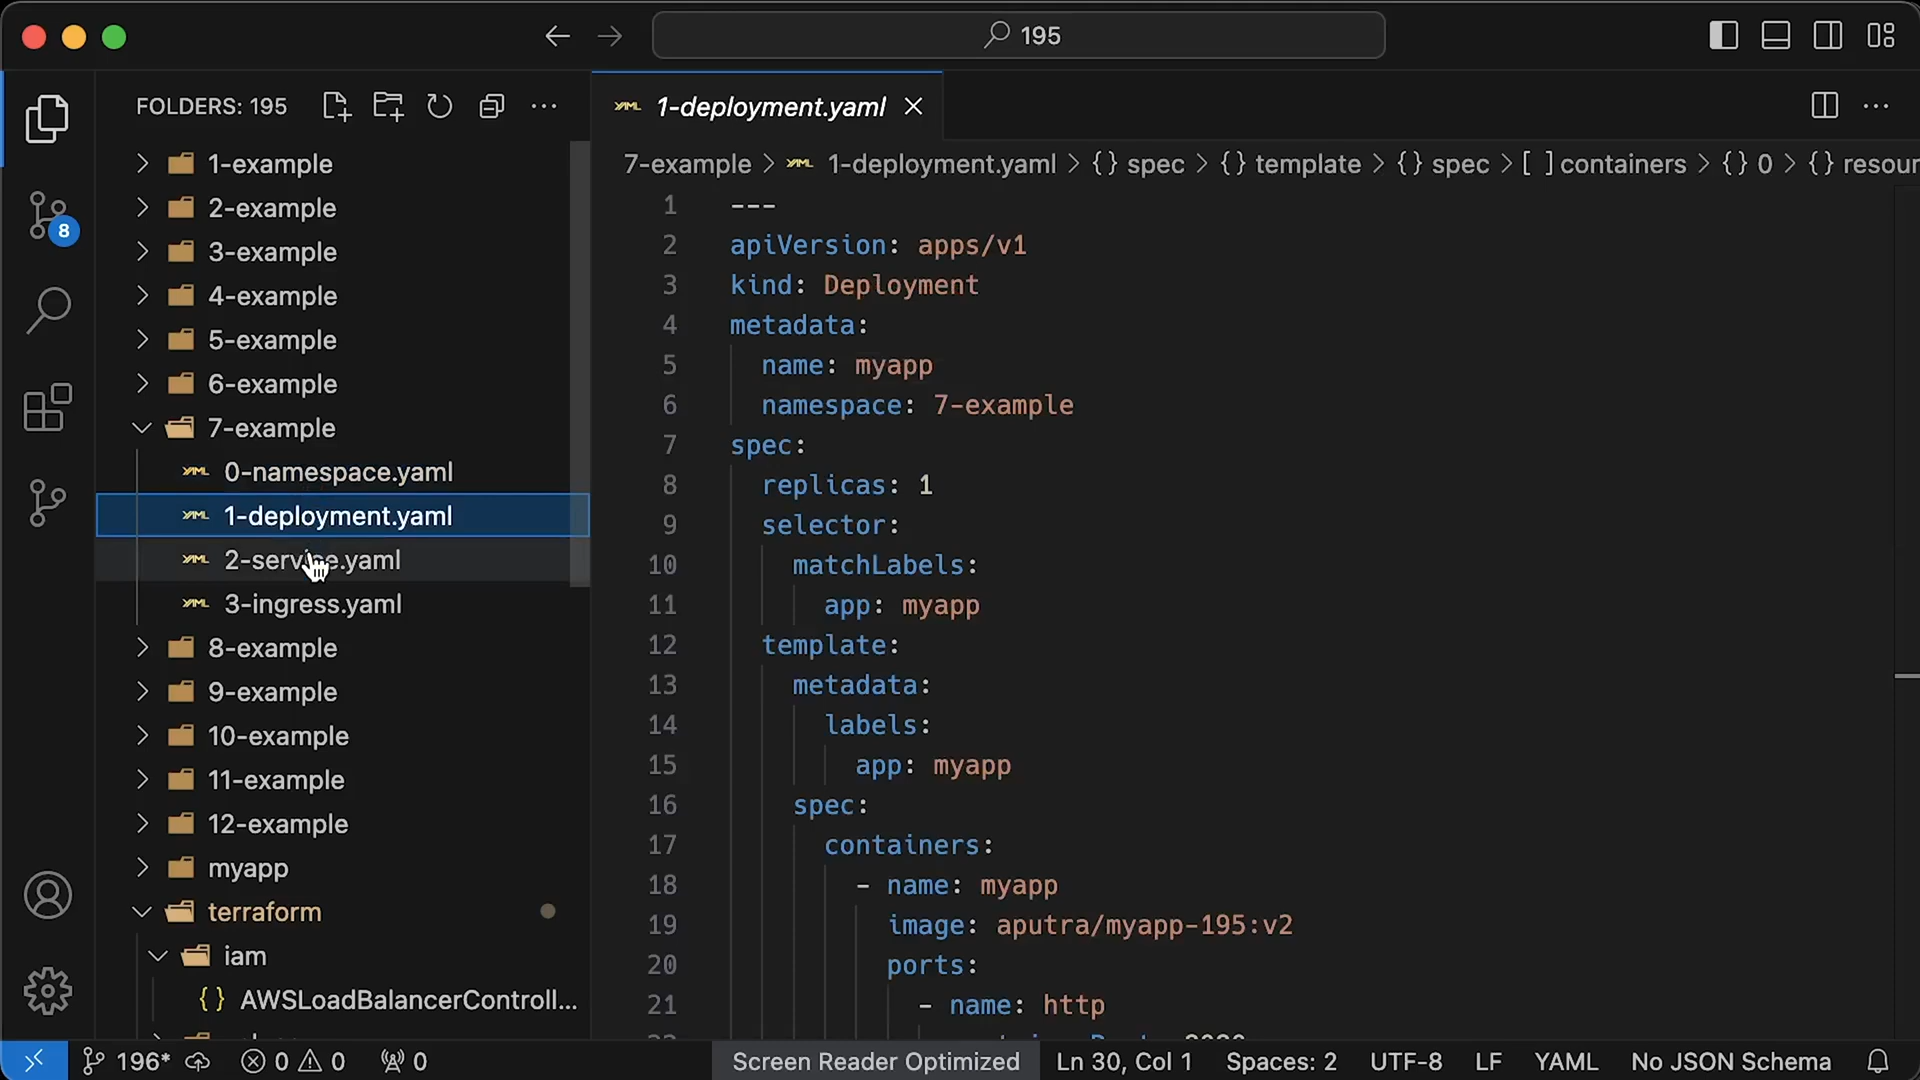 195
FOLDERS: 195
1-example
2-example
3-example
4-example
5-example
6-example
7-example
0-namespace.yaml
1-deployment.yaml
2-service.yaml
3-ingress.yaml
8-example
9-example
10-example
11-example
12-example
myapp
terraform
iam
{} AWSLoadBalancerControll...
8
YAML 1-deployment.yaml
7-example > YAML 1-deployment.yaml > {} spec > {} template > {} spec > [ ] containers > {} 0 > {} resour
1 ---
2 apiVersion: apps/v1
3 kind: Deployment
4 metadata:
5 name: myapp
6 namespace: 7-example
7 spec:
8 replicas: 1
9 selector:
10 matchLabels:
11 app: myapp
12 template:
13 metadata:
14 labels:
15 app: myapp
16 spec:
17 containers:
18 - name: myapp
19 image: aputra/myapp-195:v2
20 ports:
21 - name: http
196* 0 0 0 Screen Reader Optimized Ln 30, Col 1 Spaces: 2 UTF-8 LF YAML No JSON Schema